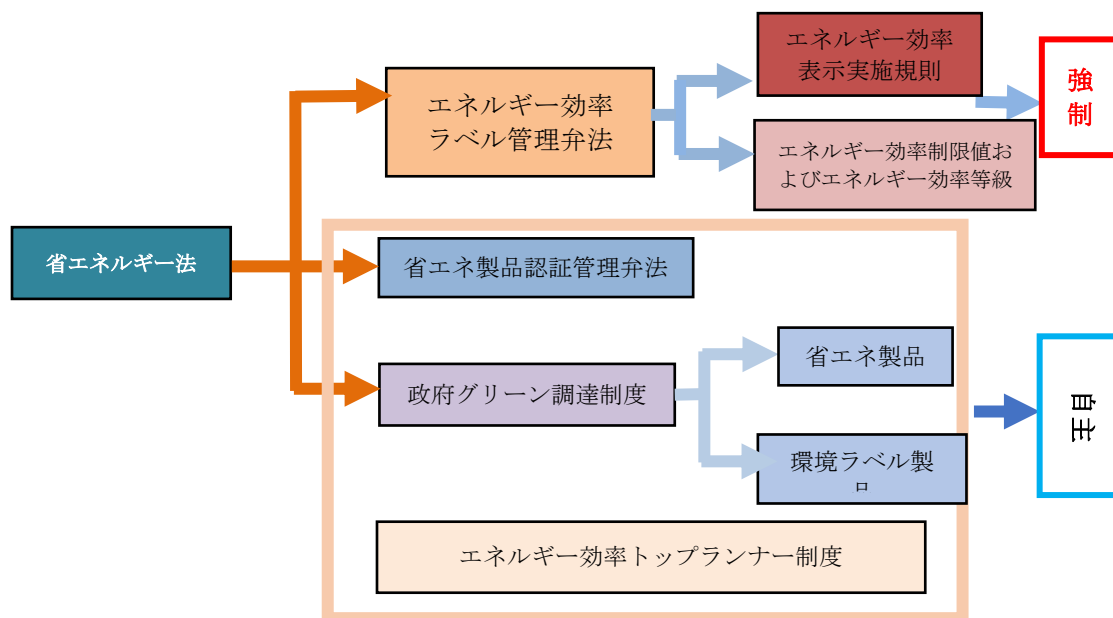 エネルギー効率
表示実施規則
強
制
エネルギー効率
ラベル管理弁法
エネルギー効率制限値お
よびエネルギー効率等級
省エネルギー法
省エネ製品認証管理弁法
省エネ製品
政府グリーン調達制度
自主
環境ラベル製
エネルギー効率トップランナー制度